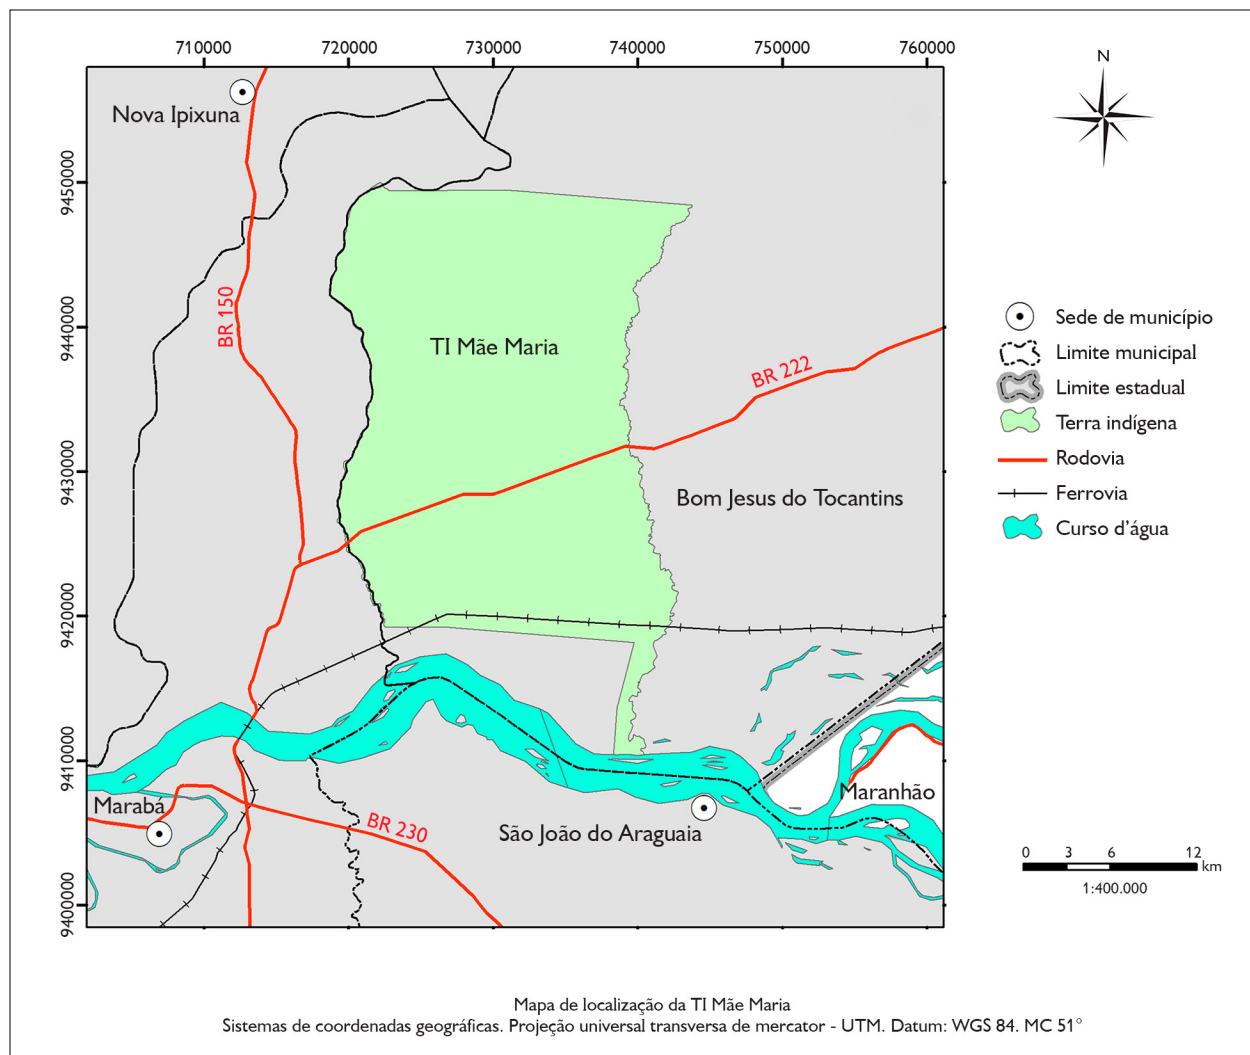 710000
720000
730000
740000
750000
760000
N
Nova Ipixuna
9450000
9440000
9430000
9420000
9410000
9400000
BR 150
TI Mãe Maria
BR 222
Bom Jesus do Tocantins
Marabá
BR 230
São João do Araguaia
Maranhão
Sede de município
Limite municipal
Limite estadual
Terra indígena
Rodovia
Ferrovia
Curso d'água
0 3 6 12
km
1:400.000
Mapa de localização da TI Mãe Maria
Sistemas de coordenadas geográficas. Projeção universal transversa de mercator - UTM. Datum: WGS 84. MC 51°